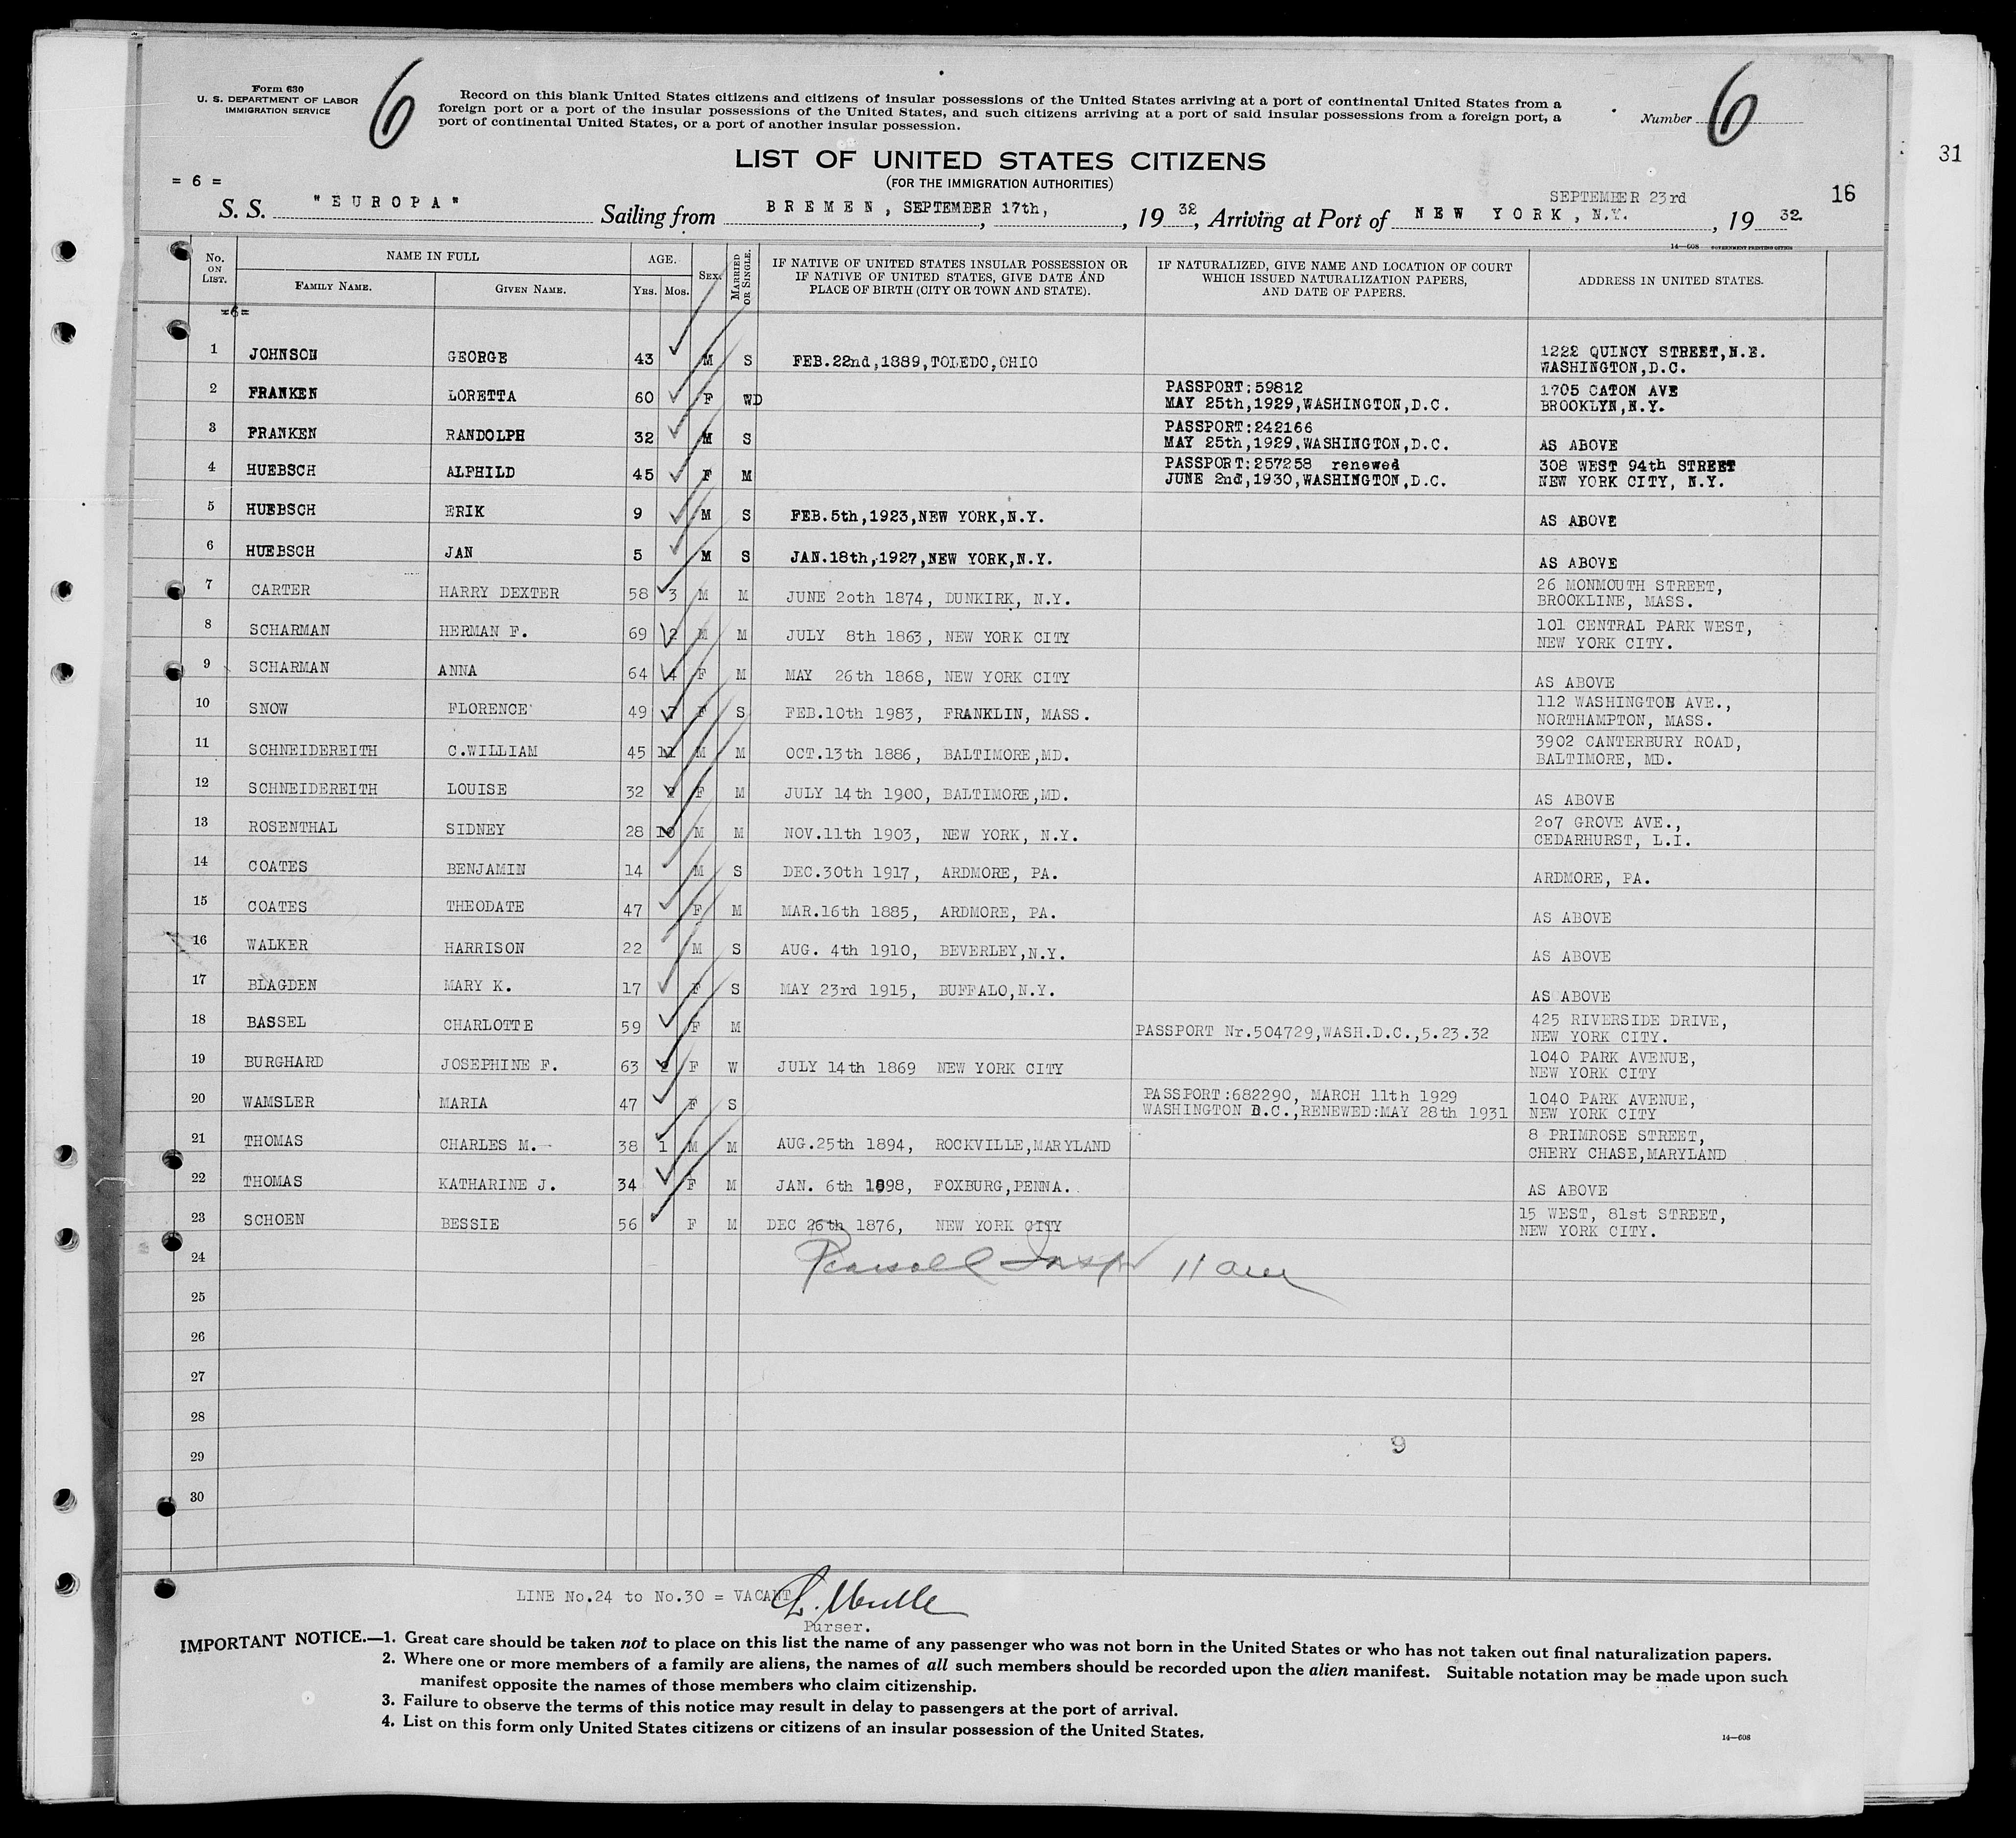 Form 630
U. S. DEPARTMENT OF LABOR
IMMIGRATION SERVICE
6
Record on this blank United States citizens and citizens of insular possessions of the United States arriving at a port of continental United States from a
foreign port or a port of the insular possessions of the United States, and such citizens arriving at a port of said insular possessions from a foreign port, a
port of continental United States, or a port of another insular possession.
Number 6
31
LIST OF UNITED STATES CITIZENS
(FOR THE IMMIGRATION AUTHORITIES)
= 6 =
16
S. S. "EUROPA" Sailing from BREMEN, SEPTEMBER 17th, , 1932, Arriving at Port of NEW YORK, N.Y. SEPTEMBER 23rd, 1932.
14—608 GOVERNMENT PRINTING OFFICE
No. ON LIST. NAME IN FULL FAMILY NAME. GIVEN NAME. AGE. YRS. MOS. SEX. MARRIED OR SINGLE. IF NATIVE OF UNITED STATES INSULAR POSSESSION OR IF NATIVE OF UNITED STATES, GIVE DATE AND PLACE OF BIRTH (CITY OR TOWN AND STATE). IF NATURALIZED, GIVE NAME AND LOCATION OF COURT WHICH ISSUED NATURALIZATION PAPERS, AND DATE OF PAPERS. ADDRESS IN UNITED STATES.
=6=
1 JOHNSON GEORGE 43 M S FEB.22nd,1889,TOLEDO,OHIO 1222 QUINCY STREET,N.E. WASHINGTON,D.C.
2 FRANKEN LORETTA 60 F WD PASSPORT:59812 MAY 25th,1929,WASHINGTON,D.C. 1705 CATON AVE BROOKLYN,N.Y.
3 FRANKEN RANDOLPH 32 M S PASSPORT:242166 MAY 25th,1929,WASHINGTON,D.C. AS ABOVE
4 HUEBSCH ALPHILD 45 F M PASSPORT:257258 renewed JUNE 2nd,1930,WASHINGTON,D.C. 308 WEST 94th STREET NEW YORK CITY, N.Y.
5 HUEBSCH ERIK 9 M S FEB.5th,1923,NEW YORK,N.Y. AS ABOVE
6 HUEBSCH JAN 5 M S JAN.18th,1927,NEW YORK,N.Y. AS ABOVE
7 CARTER HARRY DEXTER 58 3 M M JUNE 2oth 1874, DUNKIRK, N.Y. 26 MONMOUTH STREET, BROOKLINE, MASS.
8 SCHARMAN HERMAN F. 69 2 M M JULY 8th 1863, NEW YORK CITY 101 CENTRAL PARK WEST, NEW YORK CITY.
9 SCHARMAN ANNA 64 4 F M MAY 26th 1868, NEW YORK CITY AS ABOVE
10 SNOW FLORENCE 49 7 F S FEB.10th 1983, FRANKLIN, MASS. 112 WASHINGTON AVE., NORTHAMPTON, MASS.
11 SCHNEIDEREITH C.WILLIAM 45 11 M M OCT.13th 1886, BALTIMORE,MD. 3902 CANTERBURY ROAD, BALTIMORE, MD.
12 SCHNEIDEREITH LOUISE 32 2 F M JULY 14th 1900, BALTIMORE,MD. AS ABOVE
13 ROSENTHAL SIDNEY 28 10 M M NOV.11th 1903, NEW YORK, N.Y. 2o7 GROVE AVE., CEDARHURST, L.I.
14 COATES BENJAMIN 14 M S DEC.30th 1917, ARDMORE, PA. ARDMORE, PA.
15 COATES THEODATE 47 F M MAR.16th 1885, ARDMORE, PA. AS ABOVE
16 WALKER HARRISON 22 M S AUG. 4th 1910, BEVERLEY,N.Y. AS ABOVE
17 BLAGDEN MARY K. 17 F S MAY 23rd 1915, BUFFALO,N.Y. AS ABOVE
18 BASSEL CHARLOTTE 59 F M PASSPORT Nr.504729,WASH.D.C.,5.23.32 425 RIVERSIDE DRIVE, NEW YORK CITY.
19 BURGHARD JOSEPHINE F. 63 2 F W JULY 14th 1869 NEW YORK CITY 1040 PARK AVENUE, NEW YORK CITY
20 WAMSLER MARIA 47 F S PASSPORT:682290, MARCH 11th 1929 WASHINGTON D.C.,RENEWED:MAY 28th 1931 1040 PARK AVENUE, NEW YORK CITY
21 THOMAS CHARLES M. 38 1 M M AUG.25th 1894, ROCKVILLE,MARYLAND 8 PRIMROSE STREET, CHERY CHASE,MARYLAND
22 THOMAS KATHARINE J. 34 F M JAN. 6th 1898, FOXBURG,PENNA. AS ABOVE
23 SCHOEN BESSIE 56 F M DEC 26th 1876, NEW YORK CITY 15 WEST, 81st STREET, NEW YORK CITY.
24 Pearsall Inspr 11 am
25
26
27
28
29 9
30
LINE No.24 to No.30 = VACANT
Purser.
IMPORTANT NOTICE.—1. Great care should be taken not to place on this list the name of any passenger who was not born in the United States or who has not taken out final naturalization papers.
2. Where one or more members of a family are aliens, the names of all such members should be recorded upon the alien manifest. Suitable notation may be made upon such
manifest opposite the names of those members who claim citizenship.
3. Failure to observe the terms of this notice may result in delay to passengers at the port of arrival.
4. List on this form only United States citizens or citizens of an insular possession of the United States.
14—608